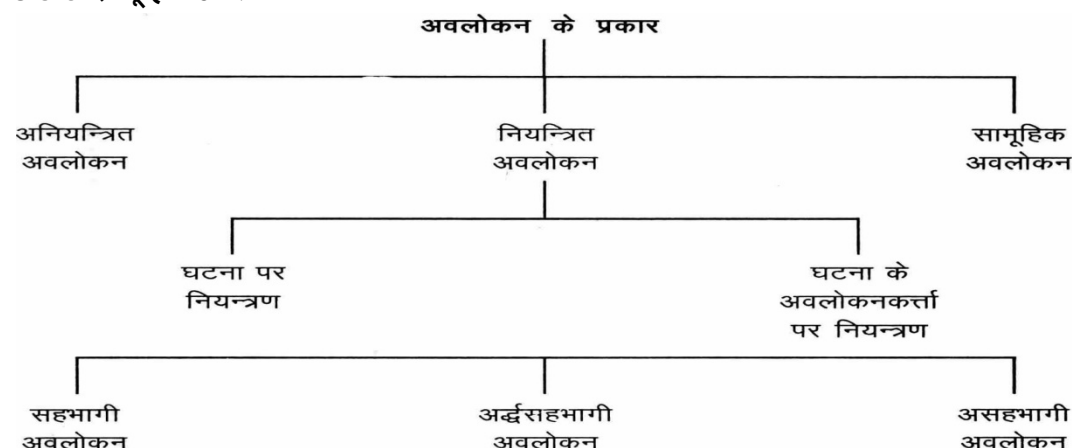 अवलोकन के प्रकार
अनियन्त्रित नियन्त्रित सामूहिक
अवलोकन अवलोकन अवलोकन
घटना पर घटना के
नियन्त्रण अवलोकनकर्त्ता
पर नियन्त्रण
सहभागी अर्द्धसहभागी असहभागी
अवलोकन अवलोकन अवलोकन